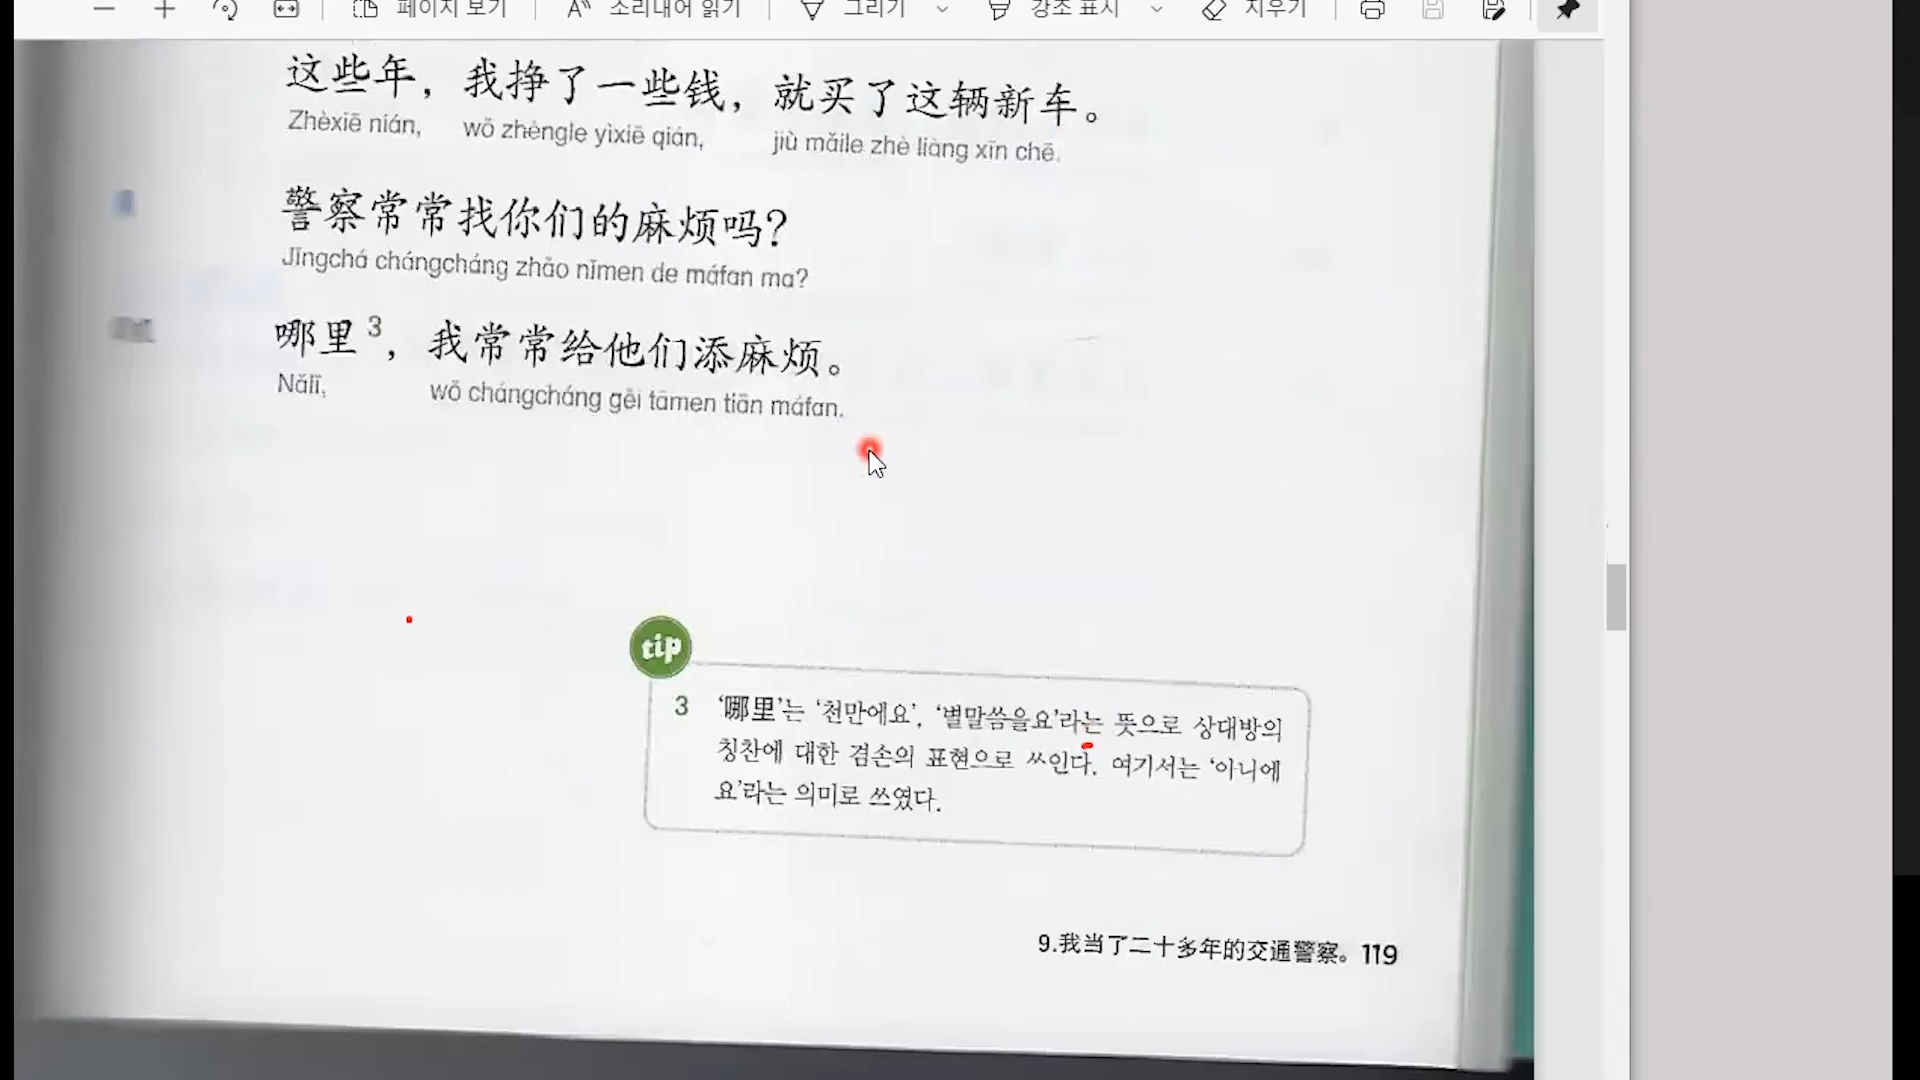 페이지 보기
소리내어 읽기
그리기
강조 표시
지우기
这些年，我挣了一些钱，就买了这辆新车。
Zhèxiē nián, wǒ zhèngle yìxiē qián, jiù mǎile zhè liàng xīn chē.
警察常常找你们的麻烦吗？
Jǐngchá chángcháng zhǎo nǐmen de máfan ma?
哪里3，我常常给他们添麻烦。
Nǎlǐ, wǒ chángcháng gěi tāmen tiān máfan.
tip
3 ‘哪里’는 ‘천만에요’, ‘별말씀을요’라는 뜻으로 상대방의
칭찬에 대한 겸손의 표현으로 쓰인다. 여기서는 ‘아니에
요’라는 의미로 쓰였다.
9.我当了二十多年的交通警察。119